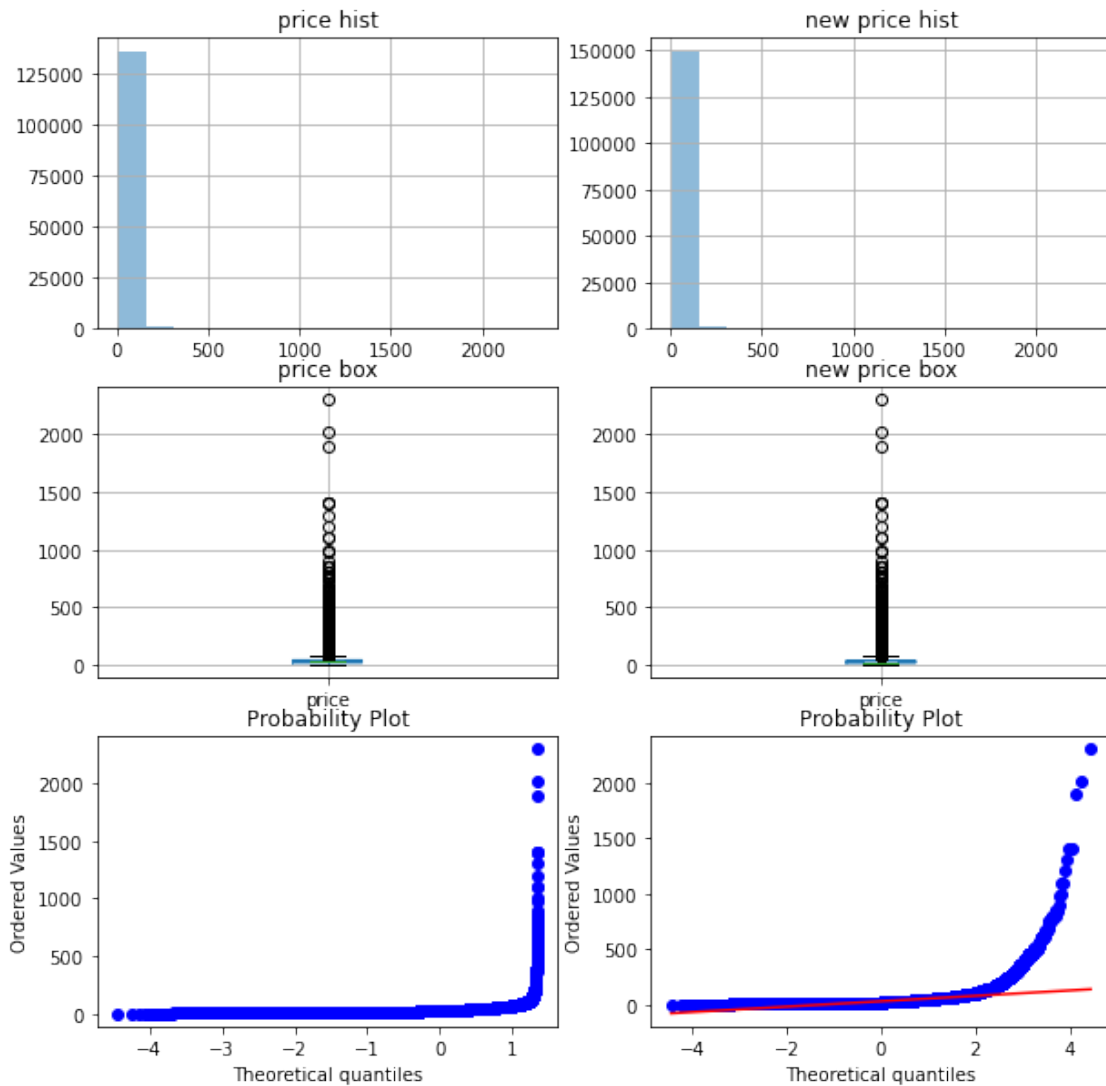 price hist
new price hist
125000
100000
75000
50000
25000
0
0 500 1000 1500 2000
150000
125000
100000
75000
50000
25000
0
0 500 1000 1500 2000
price box
new price box
2000
1500
1000
500
0
price
2000
1500
1000
500
0
price
Probability Plot
Probability Plot
Ordered Values
2000
1500
1000
500
0
−4 −3 −2 −1 0 1
Theoretical quantiles
Ordered Values
2000
1500
1000
500
0
−4 −2 0 2 4
Theoretical quantiles